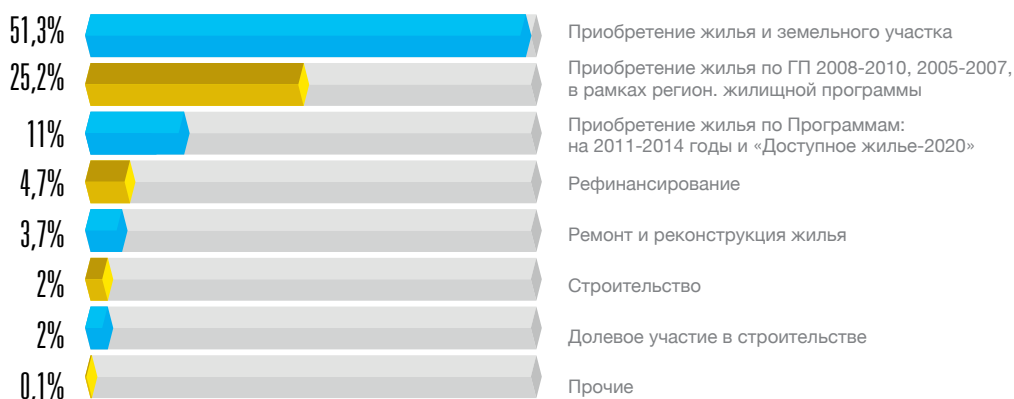 51,3% Приобретение жилья и земельного участка
25,2% Приобретение жилья по ГП 2008-2010, 2005-2007,
в рамках регион. жилищной программы
11% Приобретение жилья по Программам:
на 2011-2014 годы и «Доступное жилье-2020»
4,7% Рефинансирование
3,7% Ремонт и реконструкция жилья
2% Строительство
2% Долевое участие в строительстве
0,1% Прочие